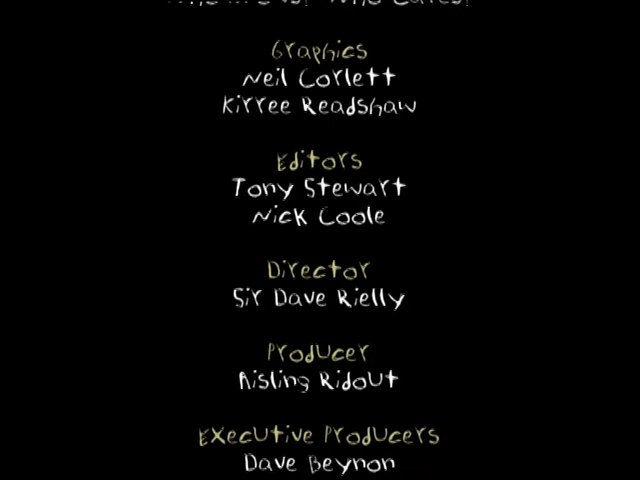 Graphics
Neil Corlett
Kirree Readshaw
Editors
Tony Stewart
Nick Coole
Director
Sir Dave Rielly
Producer
Aisling Ridout
Executive Producers
Dave Beynon